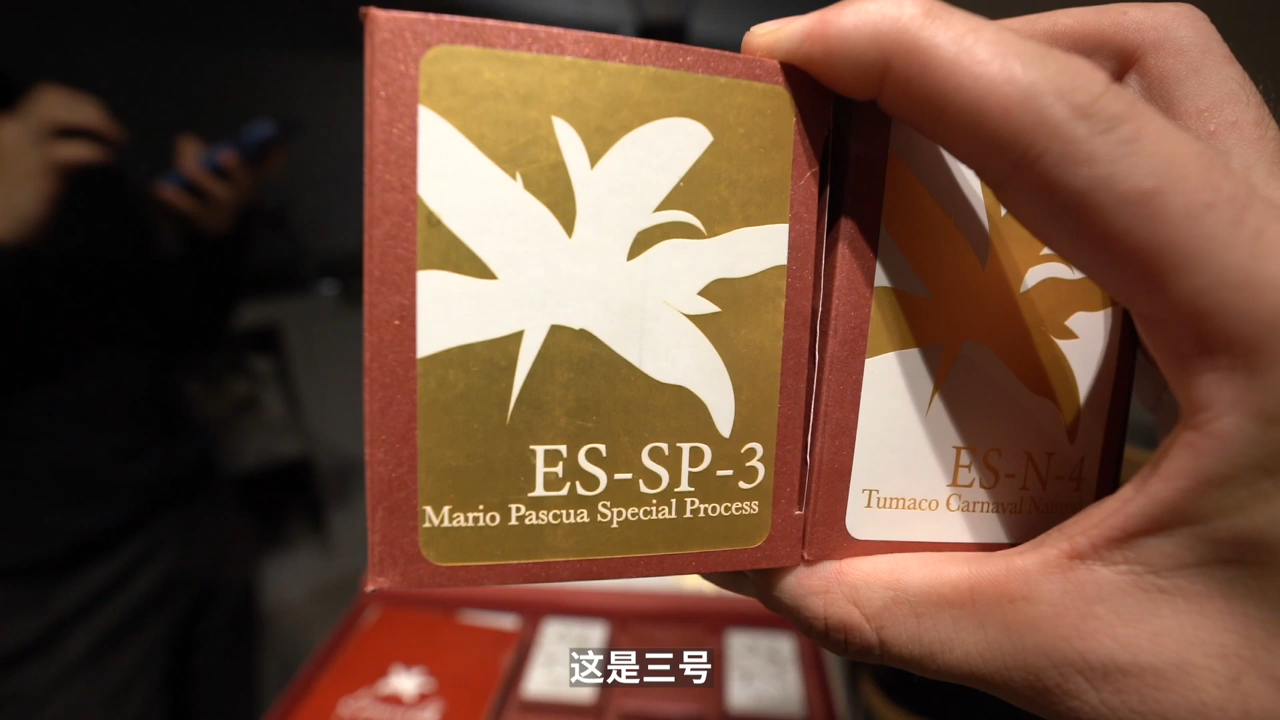 ES-SP-3
Mario Pascua Special Process
ES-N-4
Tumaco Carnaval
这是三号